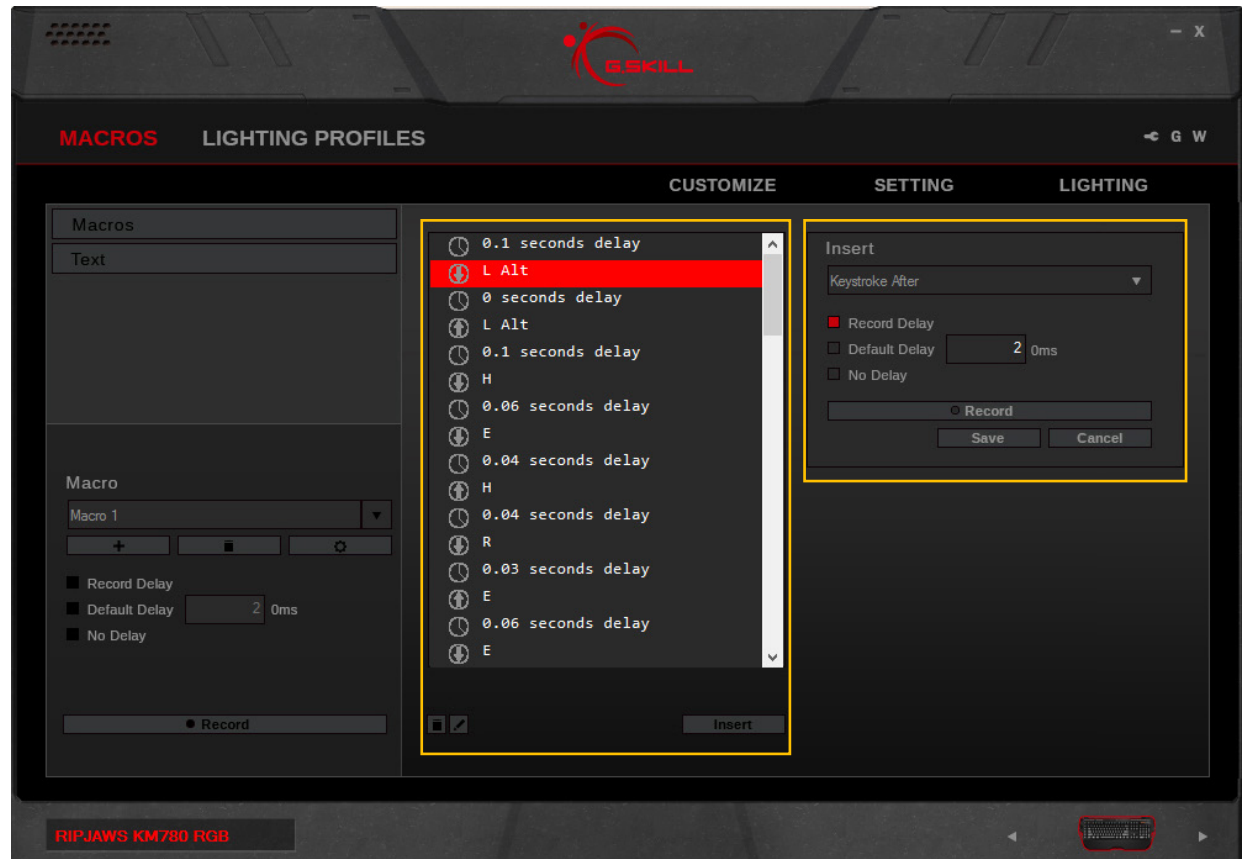 G.SKILL
- X
MACROS LIGHTING PROFILES
G W
CUSTOMIZE SETTING LIGHTING
Macros
Text
Macro
Macro 1
+
Record Delay
Default Delay 2 0ms
No Delay
Record
0.1 seconds delay
L Alt
0 seconds delay
L Alt
0.1 seconds delay
H
0.06 seconds delay
E
0.04 seconds delay
H
0.04 seconds delay
R
0.03 seconds delay
E
0.06 seconds delay
E
Insert
Insert
Keystroke After
Record Delay
Default Delay 2 0ms
No Delay
Record
Save Cancel
RIPJAWS KM780 RGB